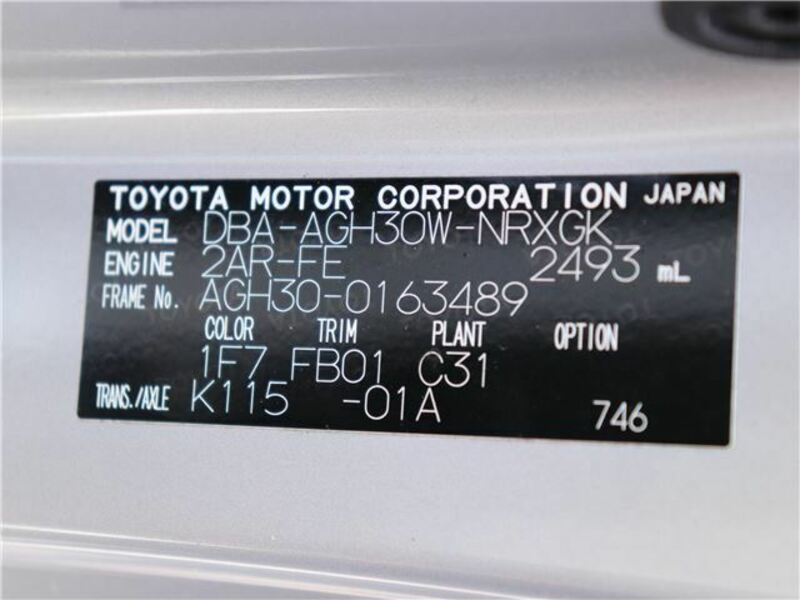 TOYOTA MOTOR CORPORATION JAPAN
MODEL DBA-AGH30W-NRXGK
ENGINE 2AR-FE 2493 mL
FRAME No. AGH30-0163489
COLOR TRIM PLANT OPTION
1F7 FB01 C31
TRANS./AXLE K115 -01A
746